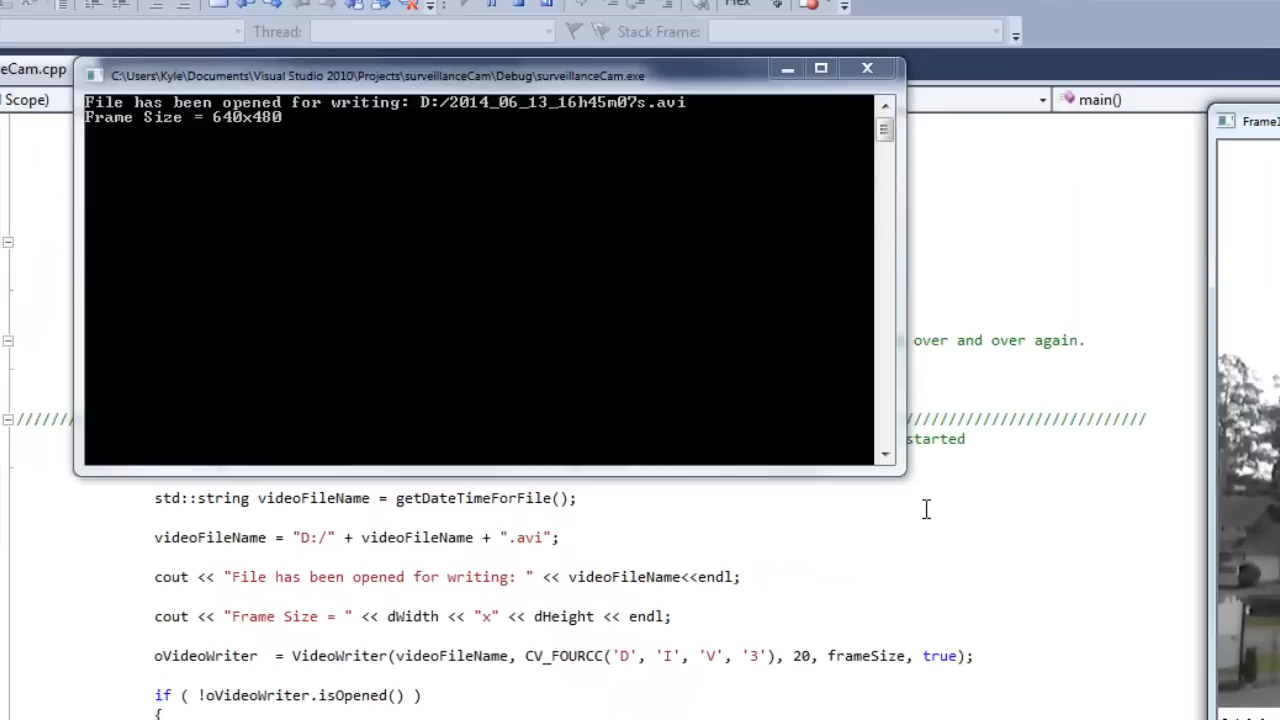 Hex
Thread:
Stack Frame:
eCam.cpp
C:\Users\Kyle\Documents\Visual Studio 2010\Projects\surveillanceCam\Debug\surveillanceCam.exe
Scope)
main()
File has been opened for writing: D:/2014_06_13_16h45m07s.avi
Frame Size = 640x480
Frame1
over and over again.
/////// ////////////////////////////
started
std::string videoFileName = getDateTimeForFile();
videoFileName = "D:/" + videoFileName + ".avi";
cout << "File has been opened for writing: " << videoFileName<<endl;
cout << "Frame Size = " << dWidth << "x" << dHeight << endl;
oVideoWriter  = VideoWriter(videoFileName, CV_FOURCC('D', 'I', 'V', '3'), 20, frameSize, true);
if ( !oVideoWriter.isOpened() )
{